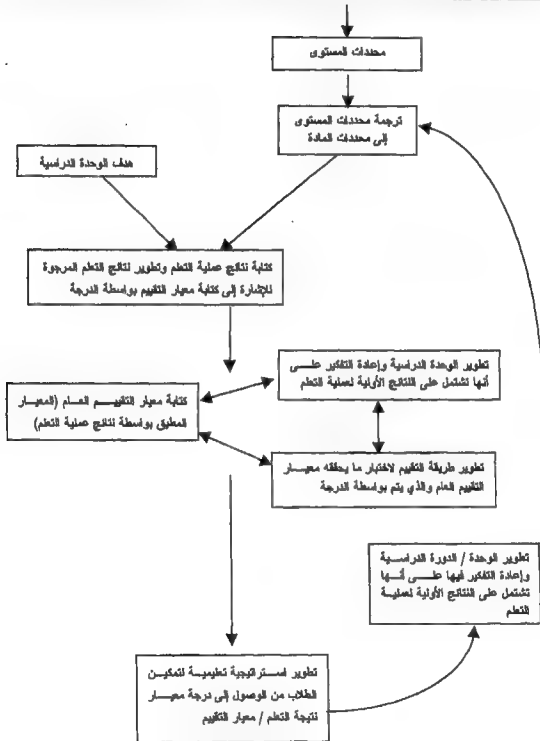 محددات المستوى
ترجمة محددات المستوى
إلى محددات المادة
هدف الوحدة الدراسية
كتابة نتائج عملية التعلم وتطوير نتائج التعلم المرجوة
للإشارة إلى كتابة معيار التقييم بواسطة الدرجة
تطوير الوحدة الدراسية وإعادة التفكير على
أنها تشتمل على النتائج الأولية لعملية التعلم
كتابة معيار التقييم العام (المعيار
المطبق بواسطة نتائج عملية التعلم)
تطوير طريقة التقييم لاختبار ما يحققه معيار
التقييم العام والذي يتم بواسطة الدرجة
تطوير الوحدة / الدورة الدراسية
وإعادة التفكير فيها على أنها
تشتمل على النتائج الأولية لعملية
التعلم
تطوير استراتيجية تعليمية لتمكين
الطلاب من الوصول إلى درجة معيار
نتيجة التعلم / معيار التقييم